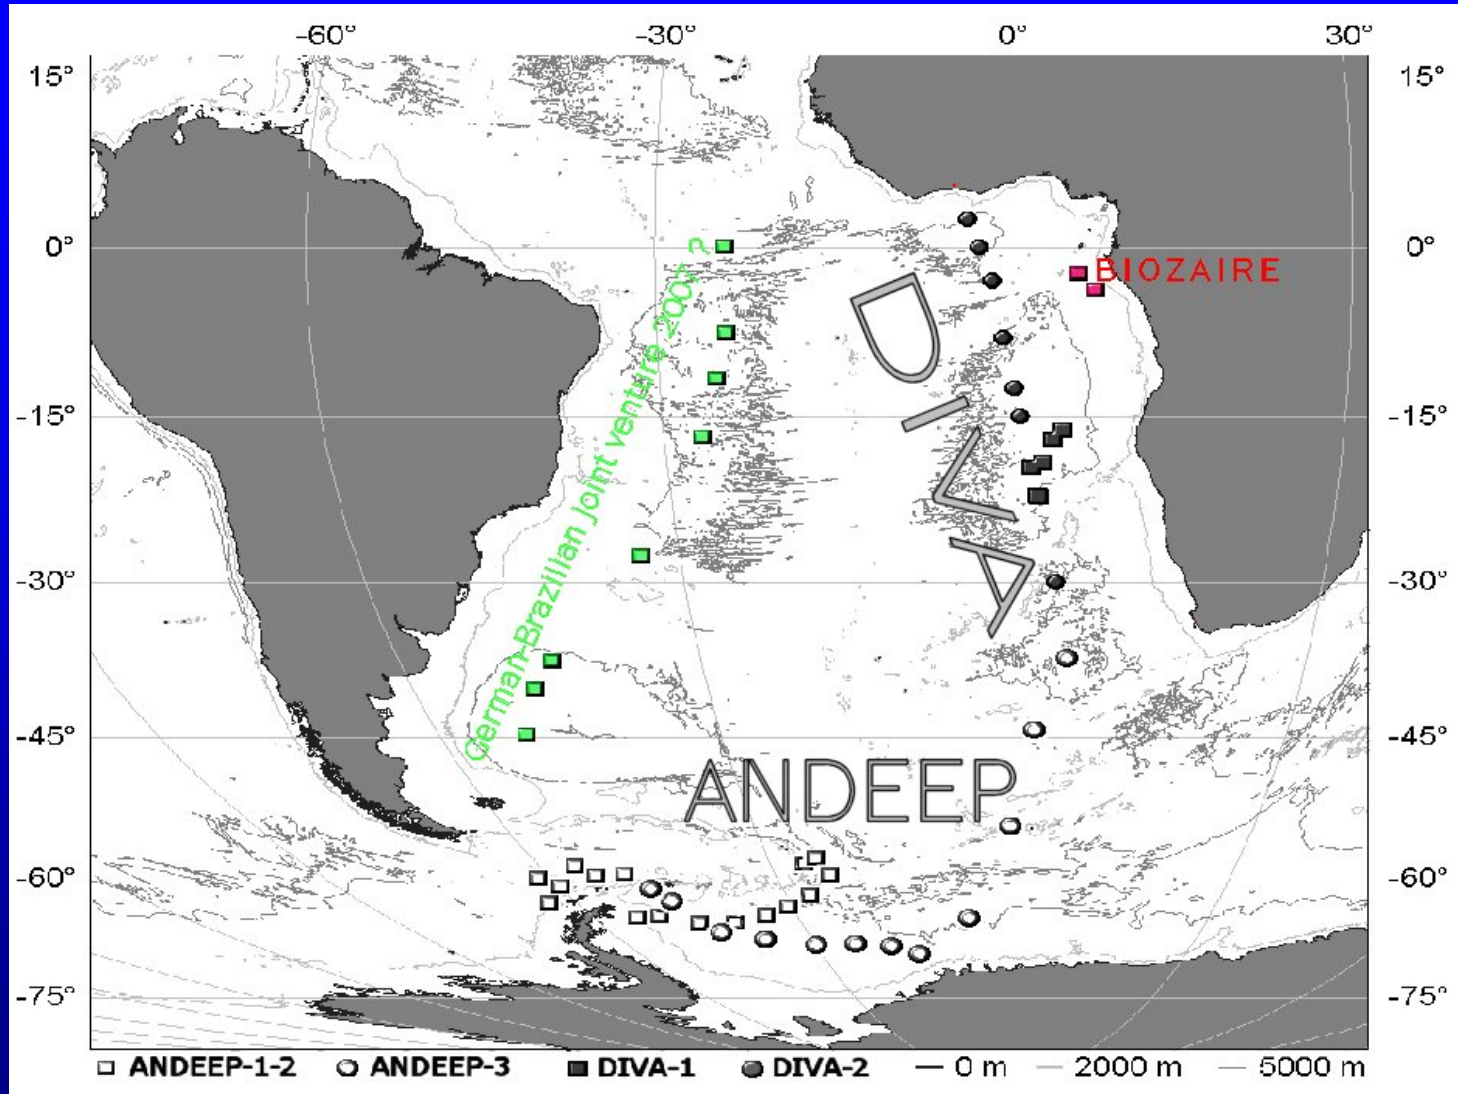 -60° -30° 0° 30°
15° 15°
0° 0°
BIOZAIRE
German-Brazilian Joint venture 2007 ?
DIVA
-15° -15°
-30° -30°
-45° -45°
ANDEEP
-60° -60°
-75° -75°
ANDEEP-1-2 ANDEEP-3 DIVA-1 DIVA-2 0 m 2000 m 5000 m